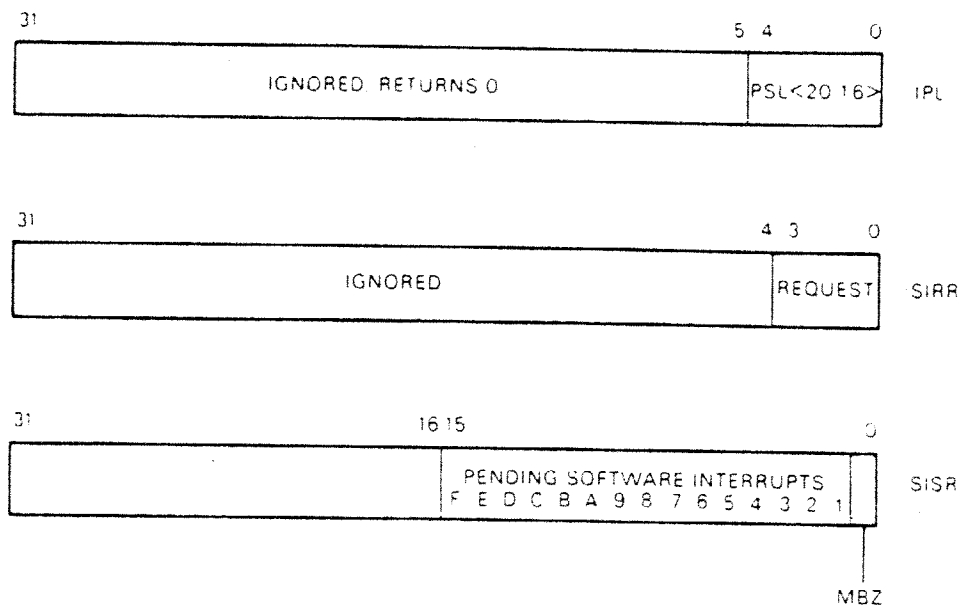 31 5 4 0
IGNORED, RETURNS 0 PSL<20:16> IPL
31 4 3 0
IGNORED REQUEST SIRR
31 16 15 0
PENDING SOFTWARE INTERRUPTS SISR
F E D C B A 9 8 7 6 5 4 3 2 1
MBZ